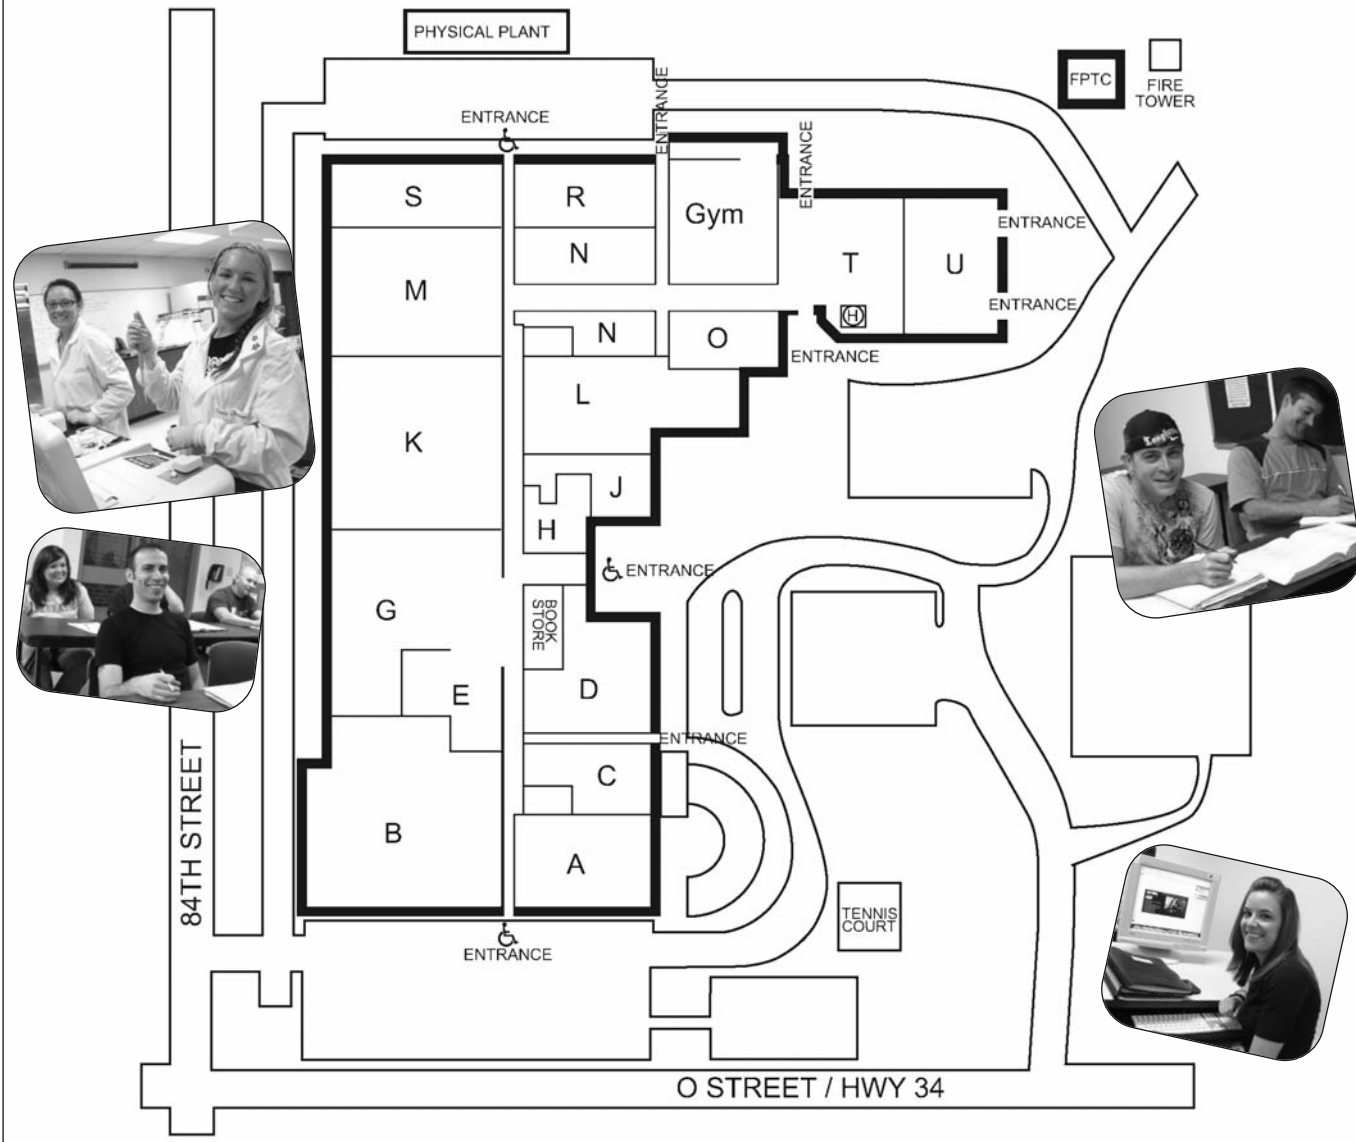 PHYSICAL PLANT
FPTC
FIRE
TOWER
ENTRANCE
ENTRANCE
ENTRANCE
S
R
Gym
ENTRANCE
N
M
T
U
ENTRANCE
H
N
O
ENTRANCE
L
K
J
H
ENTRANCE
G
BOOK
STORE
E
D
ENTRANCE
C
B
A
84TH STREET
TENNIS
COURT
ENTRANCE
O STREET / HWY 34